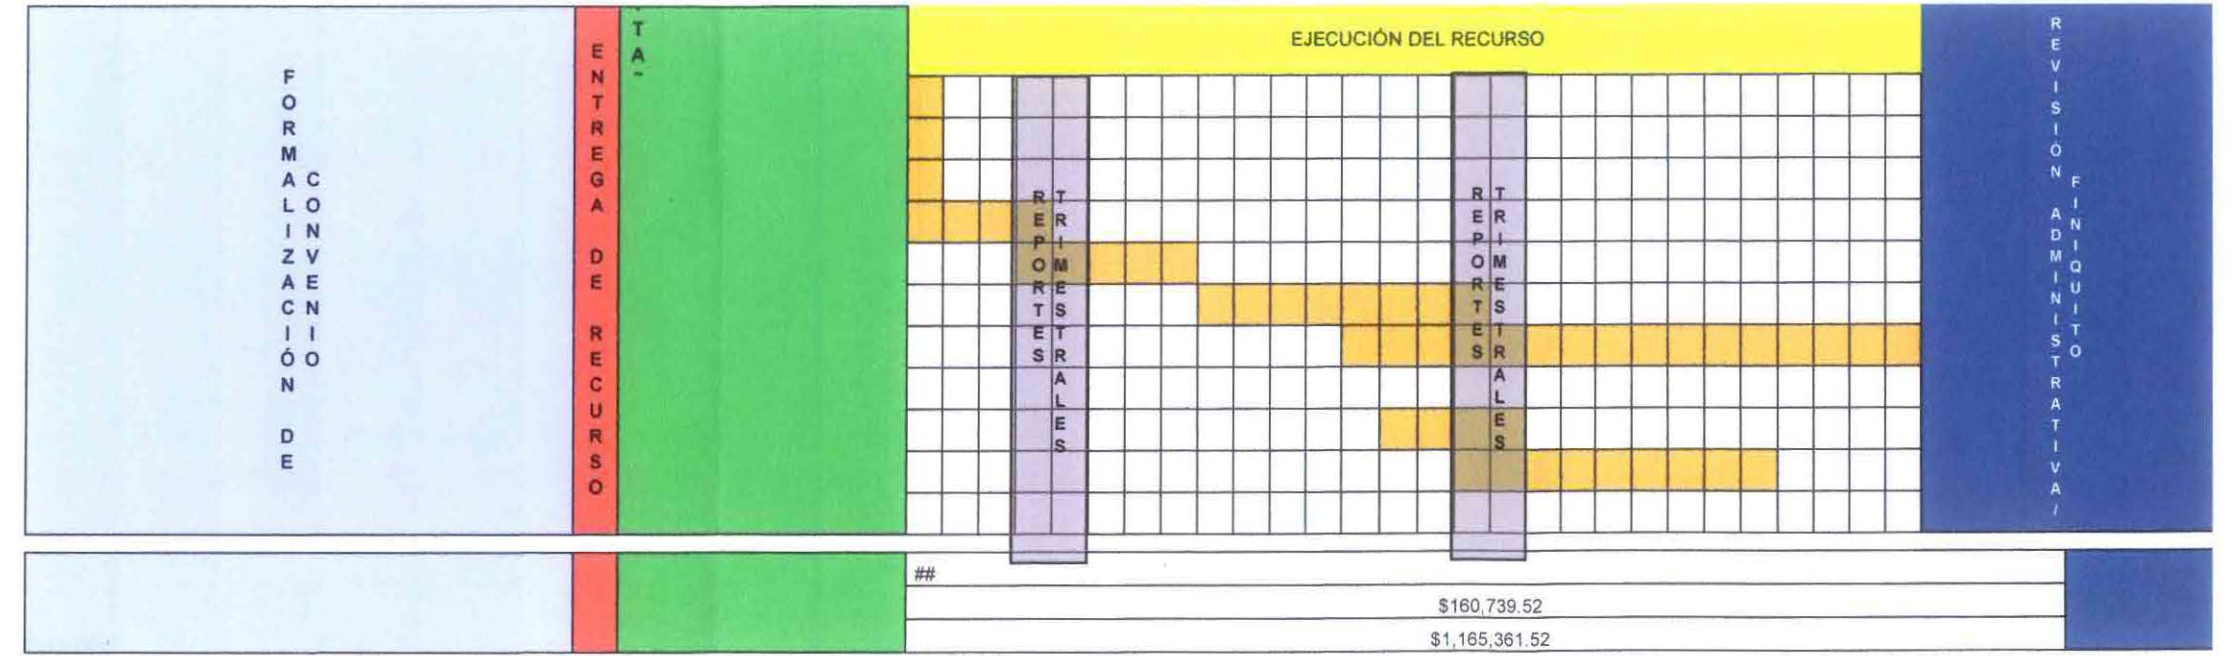 FORMALIZACIÓN DE
CONVENIO
ENTREGA DE RECURSO
TA
EJECUCIÓN DEL RECURSO
REPORTES
TRIMESTRALES
REPORTES
TRIMESTRALES
REVISIÓN ADMINISTRATIVA/
FINIQUITO
##
$160,739.52
$1,165,361.52